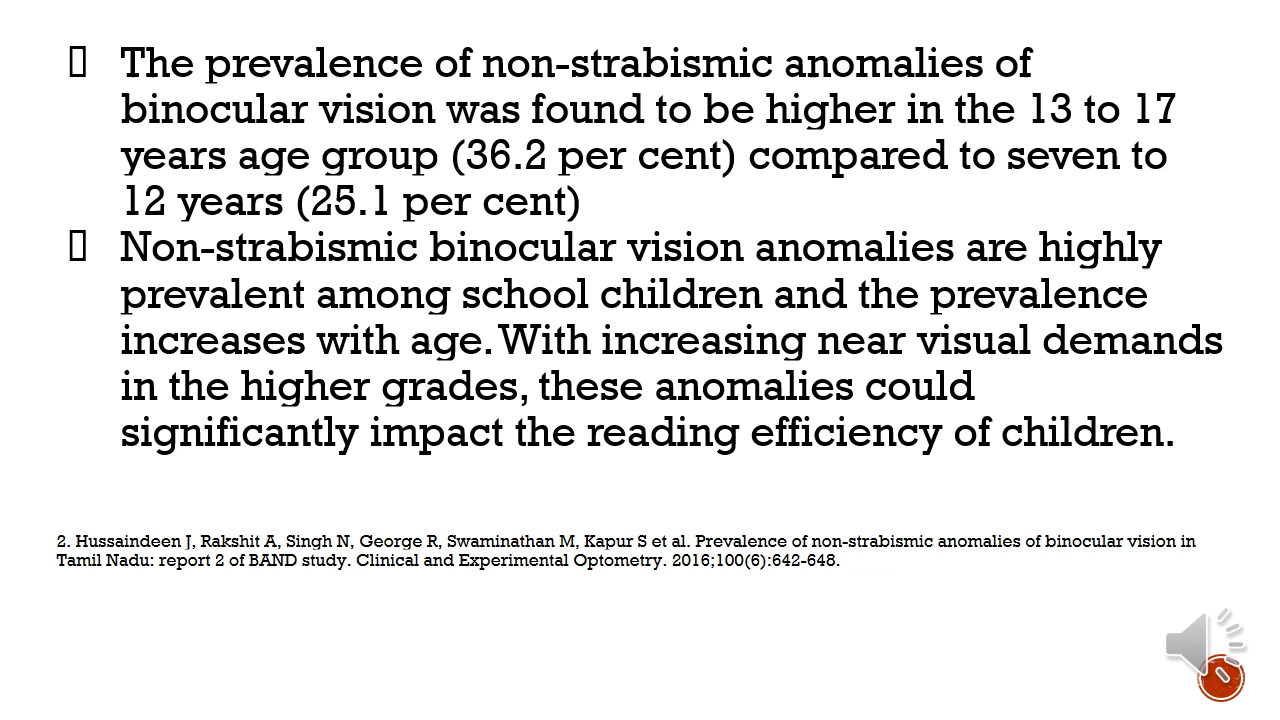 The prevalence of non-strabismic anomalies of
binocular vision was found to be higher in the 13 to 17
years age group (36.2 per cent) compared to seven to
12 years (25.1 per cent)
Non-strabismic binocular vision anomalies are highly
prevalent among school children and the prevalence
increases with age. With increasing near visual demands
in the higher grades, these anomalies could
significantly impact the reading efficiency of children.
2. Hussaindeen J, Rakshit A, Singh N, George R, Swaminathan M, Kapur S et al. Prevalence of non-strabismic anomalies of binocular vision in
Tamil Nadu: report 2 of BAND study. Clinical and Experimental Optometry. 2016;100(6):642-648.